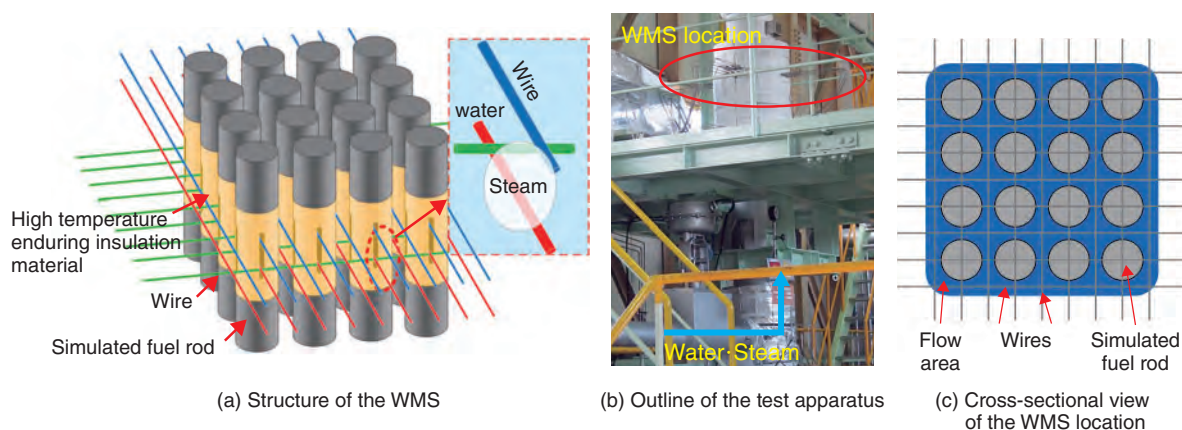 Wire
water
Steam
High temperature
enduring insulation
material
Wire
Simulated fuel rod
(a) Structure of the WMS
WMS location
Water·Steam
(b) Outline of the test apparatus
Flow
area
Wires
Simulated
fuel rod
(c) Cross-sectional view
of the WMS location